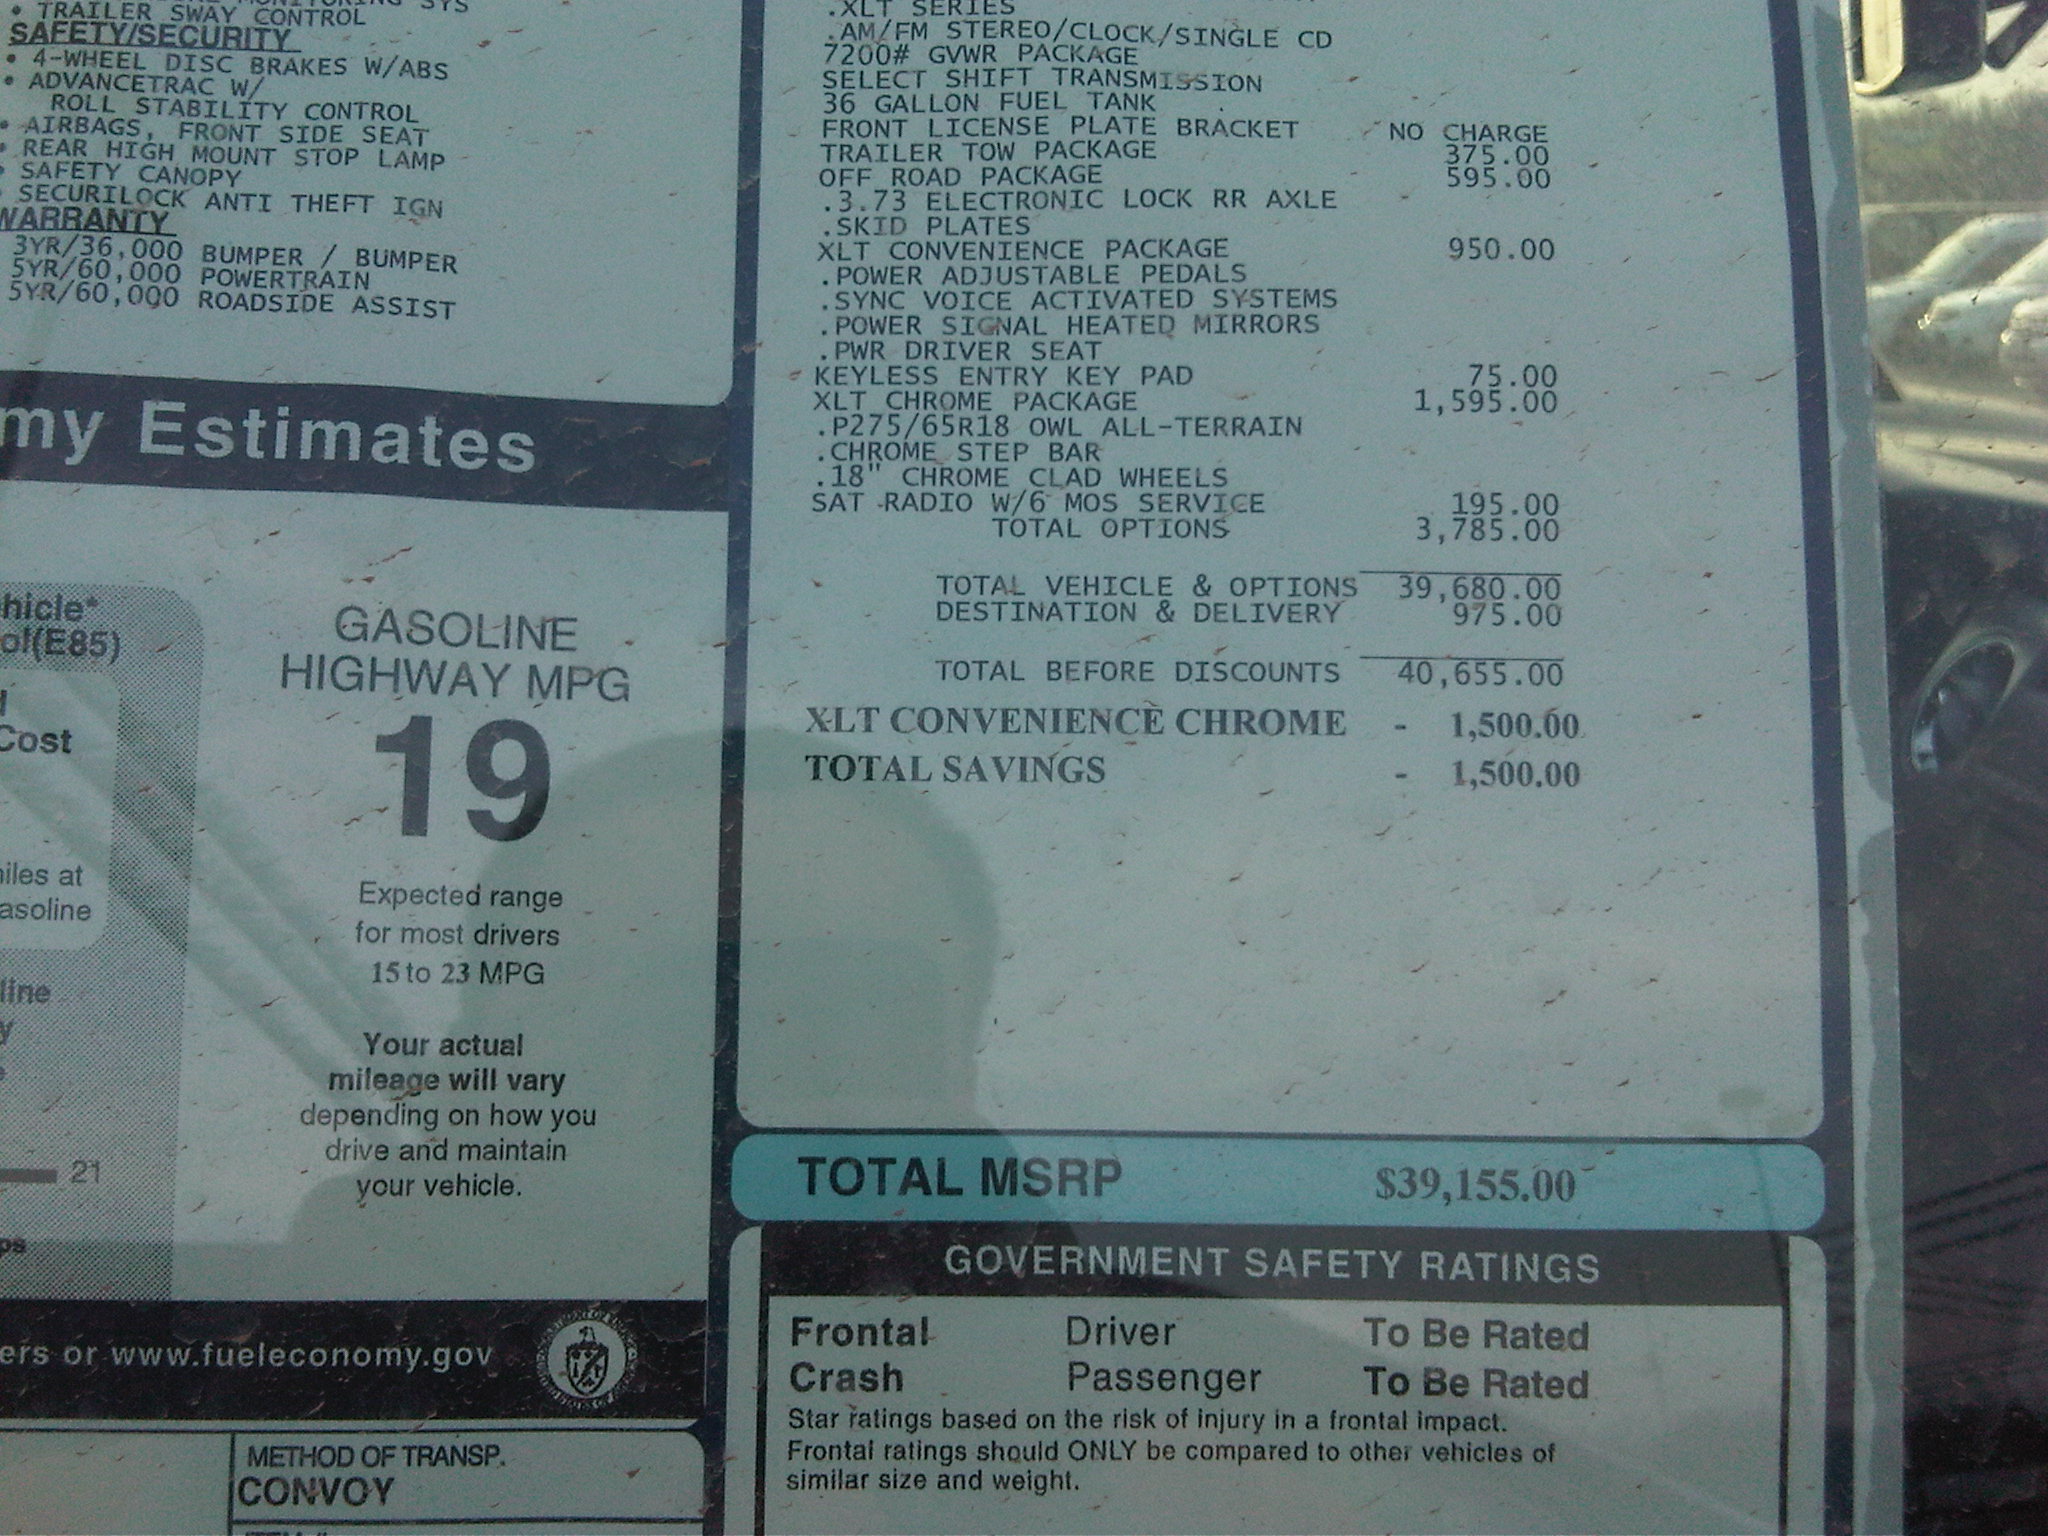 MONITORING SYS
• TRAILER SWAY CONTROL
SAFETY/SECURITY
• 4-WHEEL DISC BRAKES W/ABS
• ADVANCETRAC W/
ROLL STABILITY CONTROL
• AIRBAGS, FRONT SIDE SEAT
• REAR HIGH MOUNT STOP LAMP
• SAFETY CANOPY
• SECURILOCK ANTI THEFT IGN
WARRANTY
3YR/36,000 BUMPER / BUMPER
5YR/60,000 POWERTRAIN
5YR/60,000 ROADSIDE ASSIST
my Estimates
hicle*
ol(E85)
Cost
iles at
asoline
line
y
21
ps
GASOLINE
HIGHWAY MPG
19
Expected range
for most drivers
15 to 23 MPG
Your actual
mileage will vary
depending on how you
drive and maintain
your vehicle.
ers or www.fueleconomy.gov
METHOD OF TRANSP.
CONVOY
.XLT SERIES
.AM/FM STEREO/CLOCK/SINGLE CD
7200# GVWR PACKAGE
SELECT SHIFT TRANSMISSION
36 GALLON FUEL TANK
FRONT LICENSE PLATE BRACKET NO CHARGE
TRAILER TOW PACKAGE 375.00
OFF ROAD PACKAGE 595.00
.3.73 ELECTRONIC LOCK RR AXLE
.SKID PLATES
XLT CONVENIENCE PACKAGE 950.00
.POWER ADJUSTABLE PEDALS
.SYNC VOICE ACTIVATED SYSTEMS
.POWER SIGNAL HEATED MIRRORS
.PWR DRIVER SEAT
KEYLESS ENTRY KEY PAD 75.00
XLT CHROME PACKAGE 1,595.00
.P275/65R18 OWL ALL-TERRAIN
.CHROME STEP BAR
.18" CHROME CLAD WHEELS
SAT RADIO W/6 MOS SERVICE 195.00
TOTAL OPTIONS 3,785.00
TOTAL VEHICLE & OPTIONS 39,680.00
DESTINATION & DELIVERY 975.00
TOTAL BEFORE DISCOUNTS 40,655.00
XLT CONVENIENCE CHROME - 1,500.00
TOTAL SAVINGS - 1,500.00
TOTAL MSRP $39,155.00
GOVERNMENT SAFETY RATINGS
Frontal Driver To Be Rated
Crash Passenger To Be Rated
Star ratings based on the risk of injury in a frontal impact.
Frontal ratings should ONLY be compared to other vehicles of
similar size and weight.